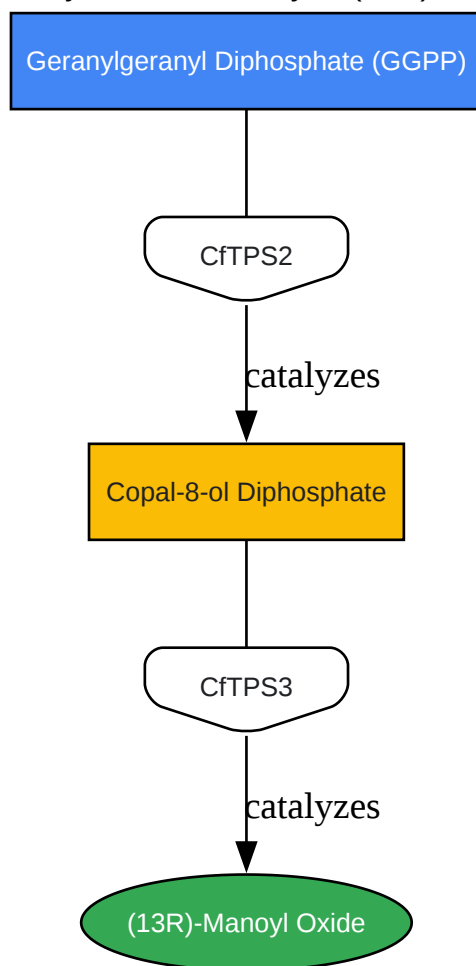 Geranylgeranyl Diphosphate (GGPP)
CfTPS2
catalyzes
Copal-8-ol Diphosphate
CfTPS3
catalyzes
(13R)-Manoyl Oxide